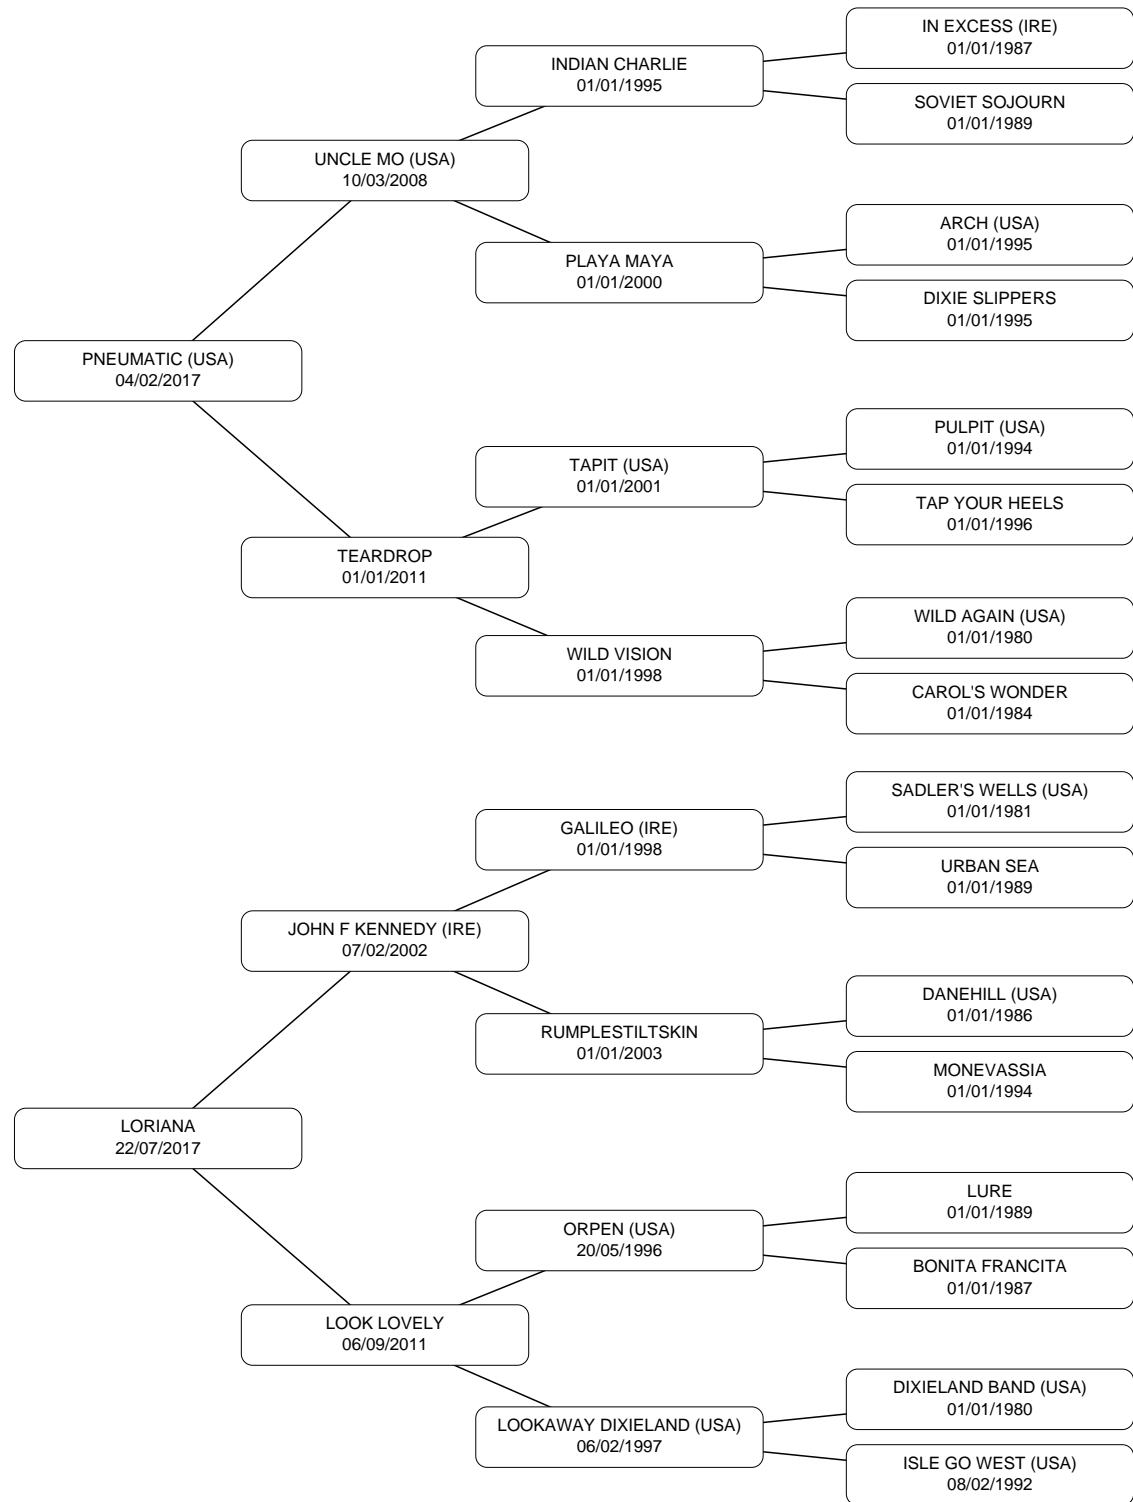 IN EXCESS (IRE)
01/01/1987
INDIAN CHARLIE
01/01/1995
SOVIET SOJOURN
01/01/1989
UNCLE MO (USA)
10/03/2008
ARCH (USA)
01/01/1995
PLAYA MAYA
01/01/2000
DIXIE SLIPPERS
01/01/1995
PNEUMATIC (USA)
04/02/2017
PULPIT (USA)
01/01/1994
TAPIT (USA)
01/01/2001
TAP YOUR HEELS
01/01/1996
TEARDROP
01/01/2011
WILD AGAIN (USA)
01/01/1980
WILD VISION
01/01/1998
CAROL'S WONDER
01/01/1984
SADLER'S WELLS (USA)
01/01/1981
GALILEO (IRE)
01/01/1998
URBAN SEA
01/01/1989
JOHN F KENNEDY (IRE)
07/02/2002
DANEHILL (USA)
01/01/1986
RUMPLESTILTSKIN
01/01/2003
MONEVASSIA
01/01/1994
LORIANA
22/07/2017
LURE
01/01/1989
ORPEN (USA)
20/05/1996
BONITA FRANCITA
01/01/1987
LOOK LOVELY
06/09/2011
DIXIELAND BAND (USA)
01/01/1980
LOOKAWAY DIXIELAND (USA)
06/02/1997
ISLE GO WEST (USA)
08/02/1992